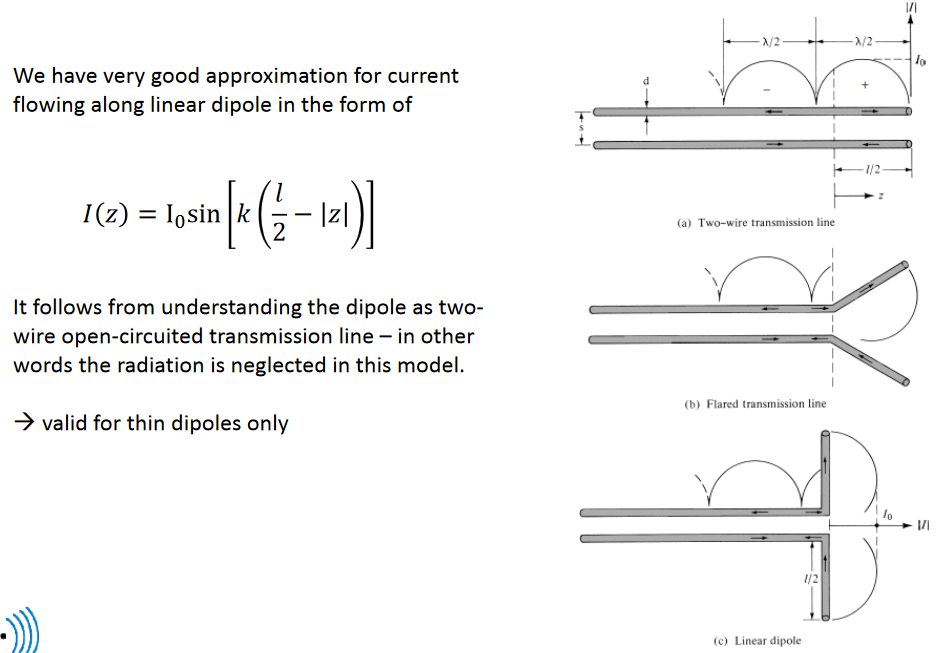 We have very good approximation for current
flowing along linear dipole in the form of
I(z) = I₀sin[k(l/2 − |z|)]
It follows from understanding the dipole as two-
wire open-circuited transmission line – in other
words the radiation is neglected in this model.
→ valid for thin dipoles only
|I|
λ/2
λ/2
I₀
d
−
+
s
l/2
z
(a) Two-wire transmission line
(b) Flared transmission line
I₀
|I|
l/2
(c) Linear dipole